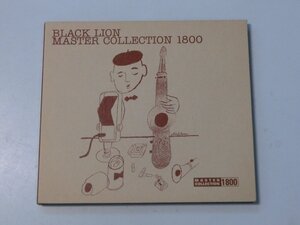 BLACK LION
MASTER COLLECTION 1800
MASTER
COLLECTION
1800